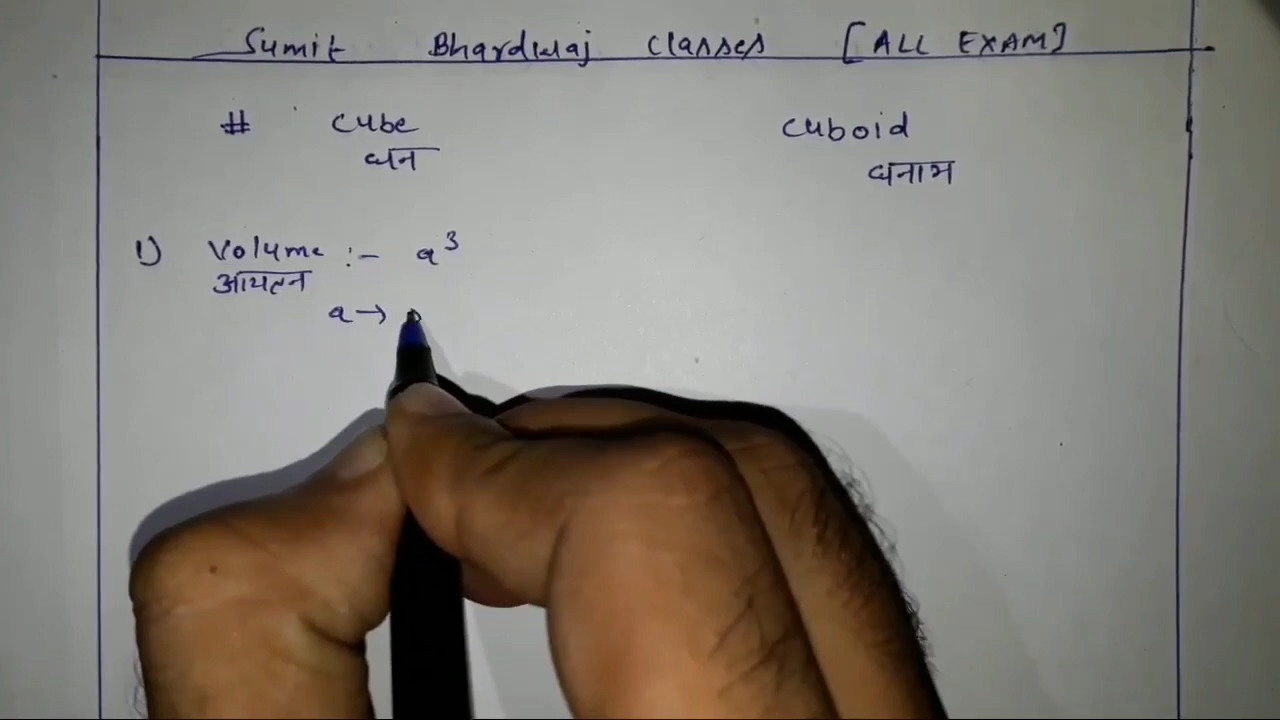 Sumit Bhardwaj Classes [ALL EXAM]
# Cube Cuboid
घन घनाभ
1) Volume :- a³
आयतन
a →